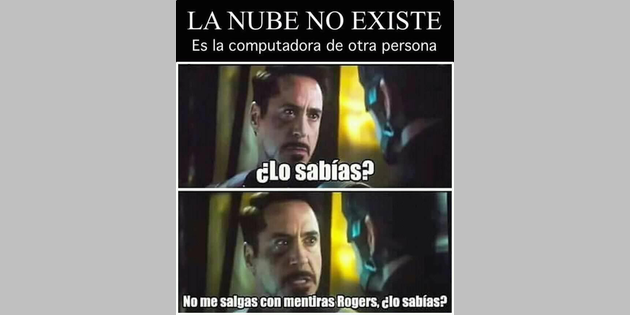 LA NUBE NO EXISTE
Es la computadora de otra persona
¿Lo sabías?
No me salgas con mentiras Rogers, ¿lo sabías?